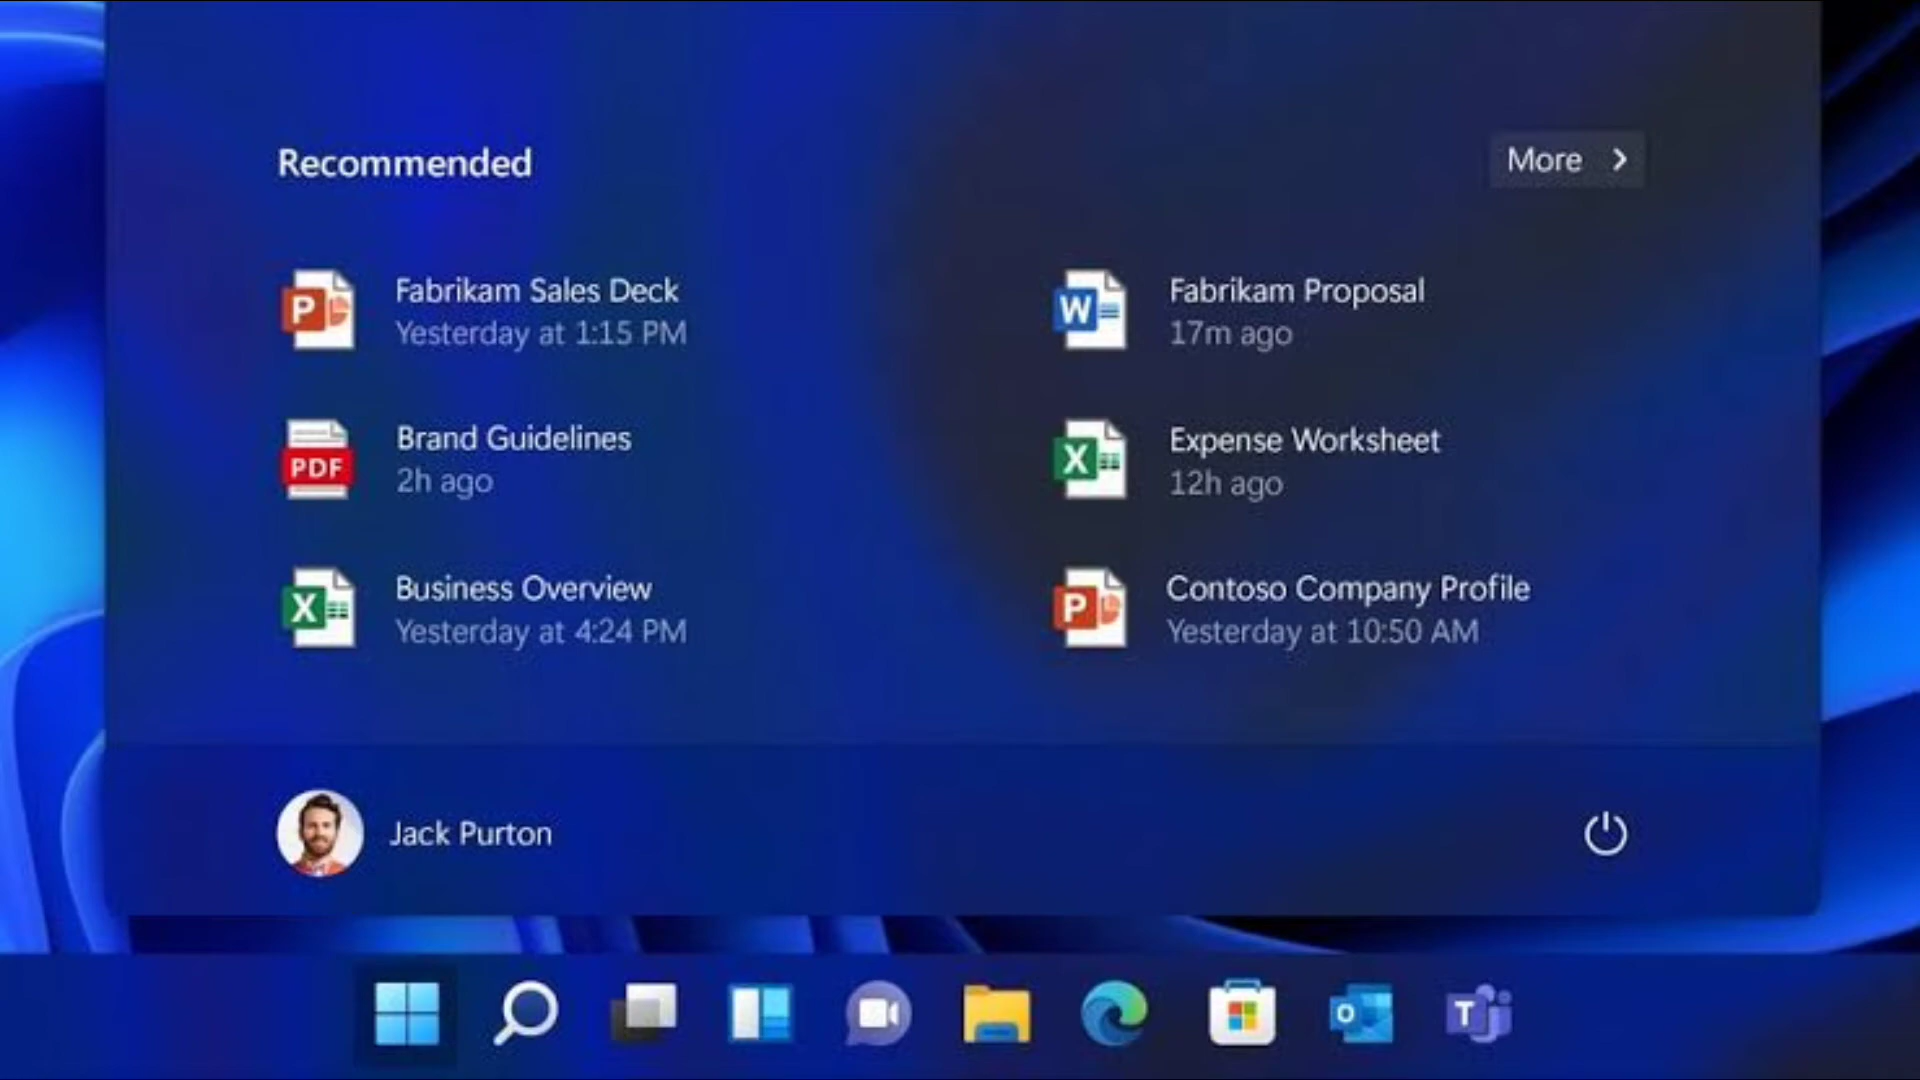 Recommended
More
Fabrikam Sales Deck
Yesterday at 1:15 PM
Fabrikam Proposal
17m ago
Brand Guidelines
2h ago
Expense Worksheet
12h ago
Business Overview
Yesterday at 4:24 PM
Contoso Company Profile
Yesterday at 10:50 AM
P
W
PDF
X
X
P
Jack Purton
O
T